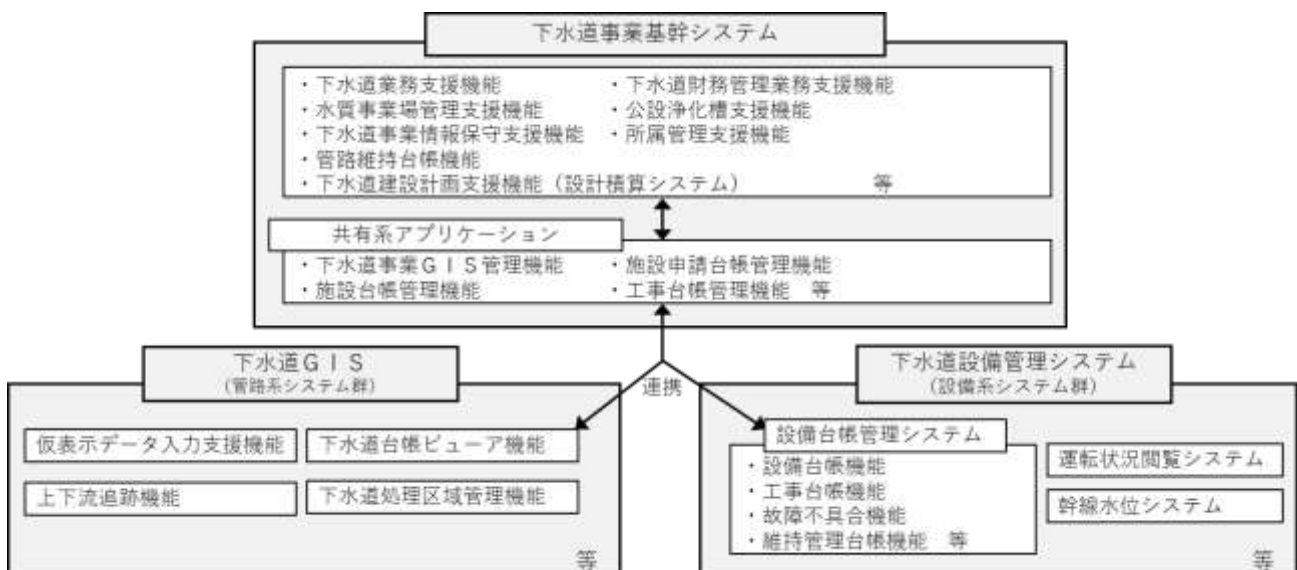 下水道事業基幹システム
・下水道業務支援機能
・下水道財務管理業務支援機能
・水質事業場管理支援機能
・公設浄化槽支援機能
・下水道事業情報保守支援機能
・所属管理支援機能
・管路維持台帳機能
・下水道建設計画支援機能（設計積算システム） 等
共有系アプリケーション
・下水道事業ＧＩＳ管理機能
・施設申請台帳管理機能
・施設台帳管理機能
・工事台帳管理機能 等
連携
下水道ＧＩＳ
（管路系システム群）
仮表示データ入力支援機能
下水道台帳ビューア機能
上下流追跡機能
下水道処理区域管理機能
等
下水道設備管理システム
（設備系システム群）
設備台帳管理システム
・設備台帳機能
・工事台帳機能
・故障不具合機能
・維持管理台帳機能 等
運転状況閲覧システム
幹線水位システム
等